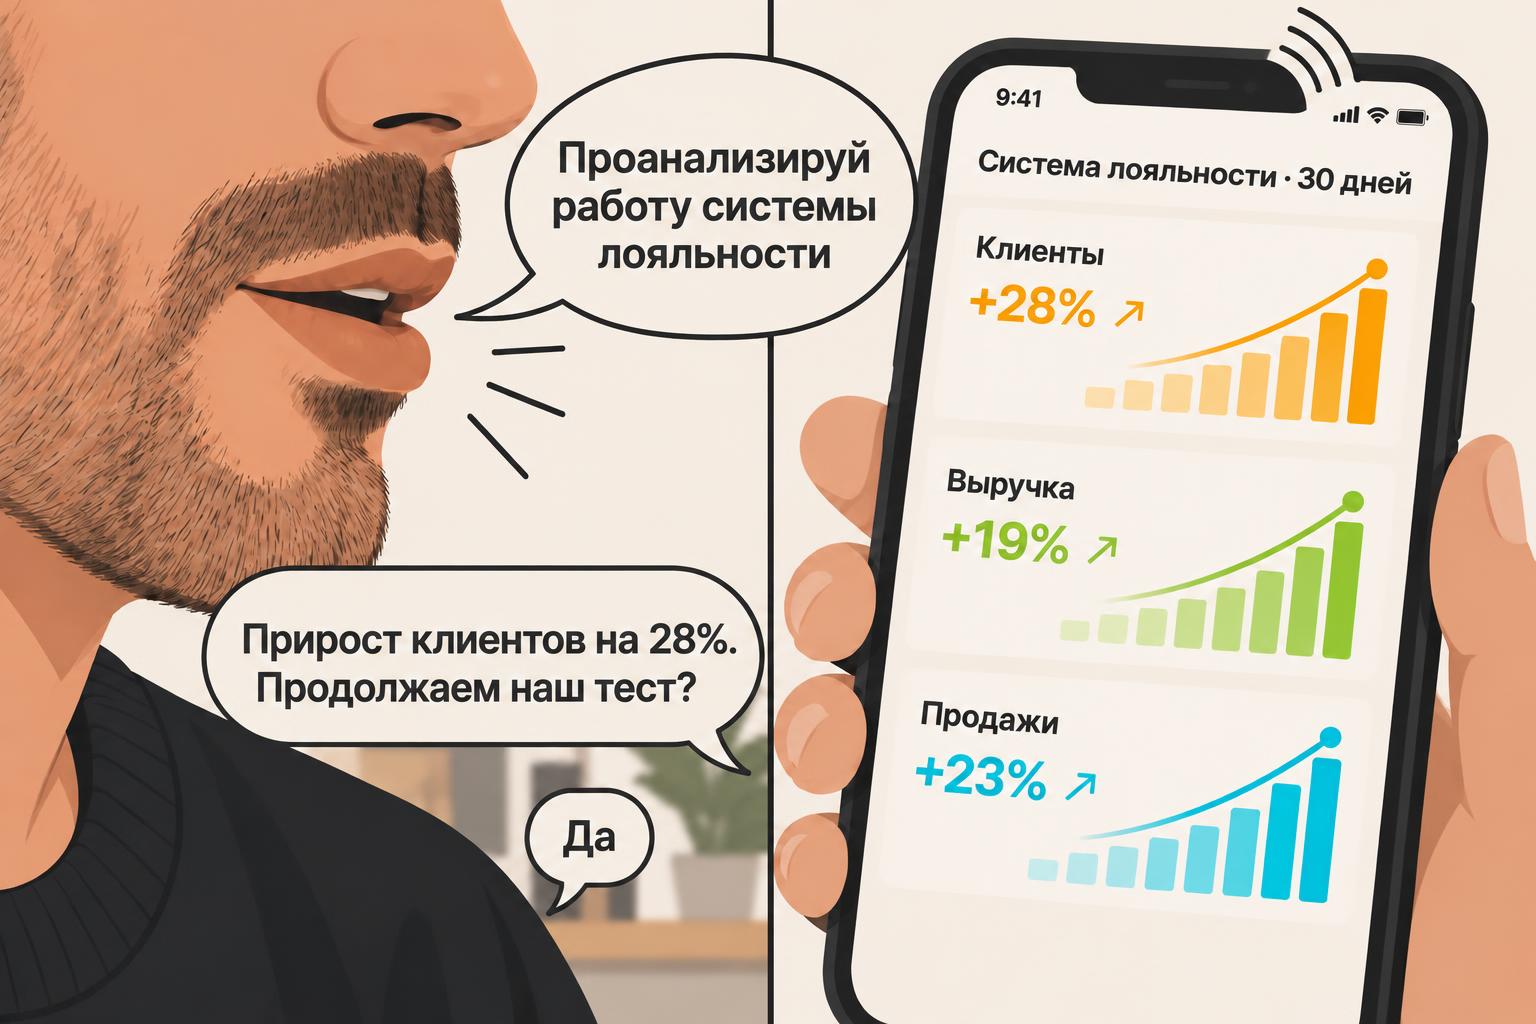 Проанализируй
работу системы
лояльности
Прирост клиентов на 28%.
Продолжаем наш тест?
Да
9:41
Система лояльности · 30 дней
Клиенты
+28% ↗
Выручка
+19% ↗
Продажи
+23% ↗